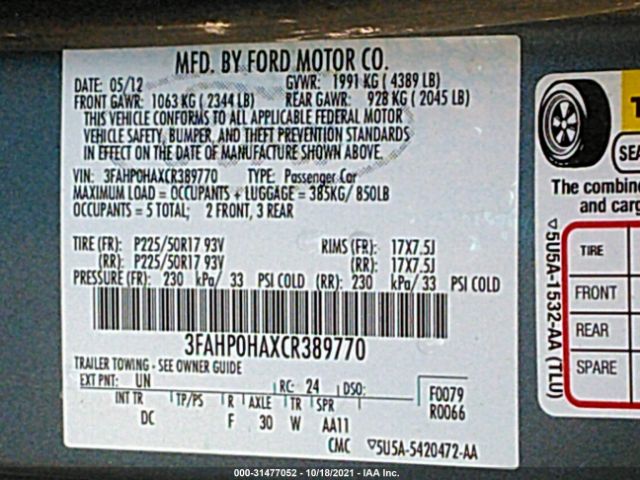 MFD. BY FORD MOTOR CO.
DATE: 05/12 GVWR: 1991 KG ( 4389 LB)
FRONT GAWR: 1063 KG ( 2344 LB) REAR GAWR: 928 KG ( 2045 LB)
THIS VEHICLE CONFORMS TO ALL APPLICABLE FEDERAL MOTOR
VEHICLE SAFETY, BUMPER, AND THEFT PREVENTION STANDARDS
IN EFFECT ON THE DATE OF MANUFACTURE SHOWN ABOVE.
VIN: 3FAHP0HAXCR389770 TYPE: Passenger Car
MAXIMUM LOAD = OCCUPANTS + LUGGAGE = 385KG/ 850LB
OCCUPANTS = 5 TOTAL; 2 FRONT, 3 REAR
TIRE (FR): P225/50R17 93V RIMS (FR): 17X7.5J
(RR): P225/50R17 93V (RR): 17X7.5J
PRESSURE (FR): 230 kPa/ 33 PSI COLD (RR): 230 kPa/ 33 PSI COLD
3FAHP0HAXCR389770
TRAILER TOWING - SEE OWNER GUIDE
EXT PNT: UN RC: 24 DSO: F0079
INT TR TP/PS R AXLE TR SPR R0066
DC F 30 W AA11
CMC 5U5A-5420472-AA
SEA
The combin
and carg
TIRE
FRONT
REAR
SPARE
5U5A-1532-AA (TLU)
000-31477052 - 10/18/2021 - IAA Inc.